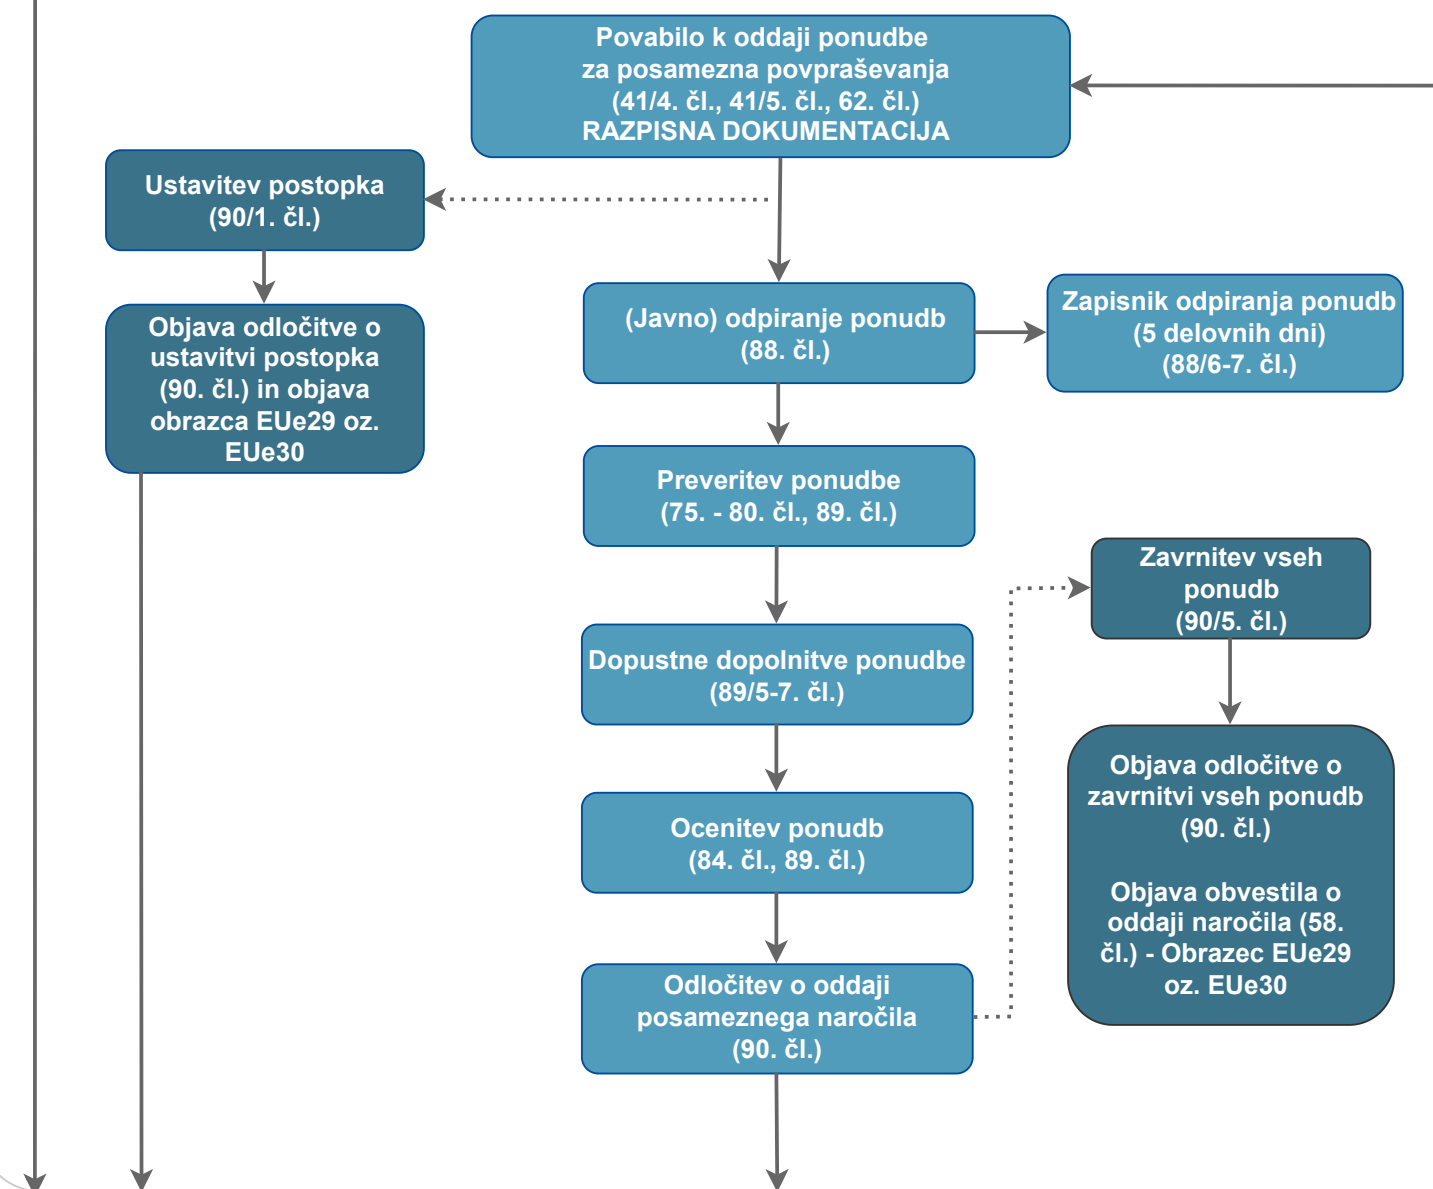 Povabilo k oddaji ponudbe
za posamezna povpraševanja
(41/4. čl., 41/5. čl., 62. čl.)
RAZPISNA DOKUMENTACIJA
Ustavitev postopka
(90/1. čl.)
Objava odločitve o
ustavitvi postopka
(90. čl.) in objava
obrazca EUe29 oz.
EUe30
(Javno) odpiranje ponudb
(88. čl.)
Zapisnik odpiranja ponudb
(5 delovnih dni)
(88/6-7. čl.)
Preveritev ponudbe
(75. - 80. čl., 89. čl.)
Dopustne dopolnitve ponudbe
(89/5-7. čl.)
Ocenitev ponudb
(84. čl., 89. čl.)
Odločitev o oddaji
posameznega naročila
(90. čl.)
Zavrnitev vseh
ponudb
(90/5. čl.)
Objava odločitve o
zavrnitvi vseh ponudb
(90. čl.)
Objava obvestila o
oddaji naročila (58.
čl.) - Obrazec EUe29
oz. EUe30